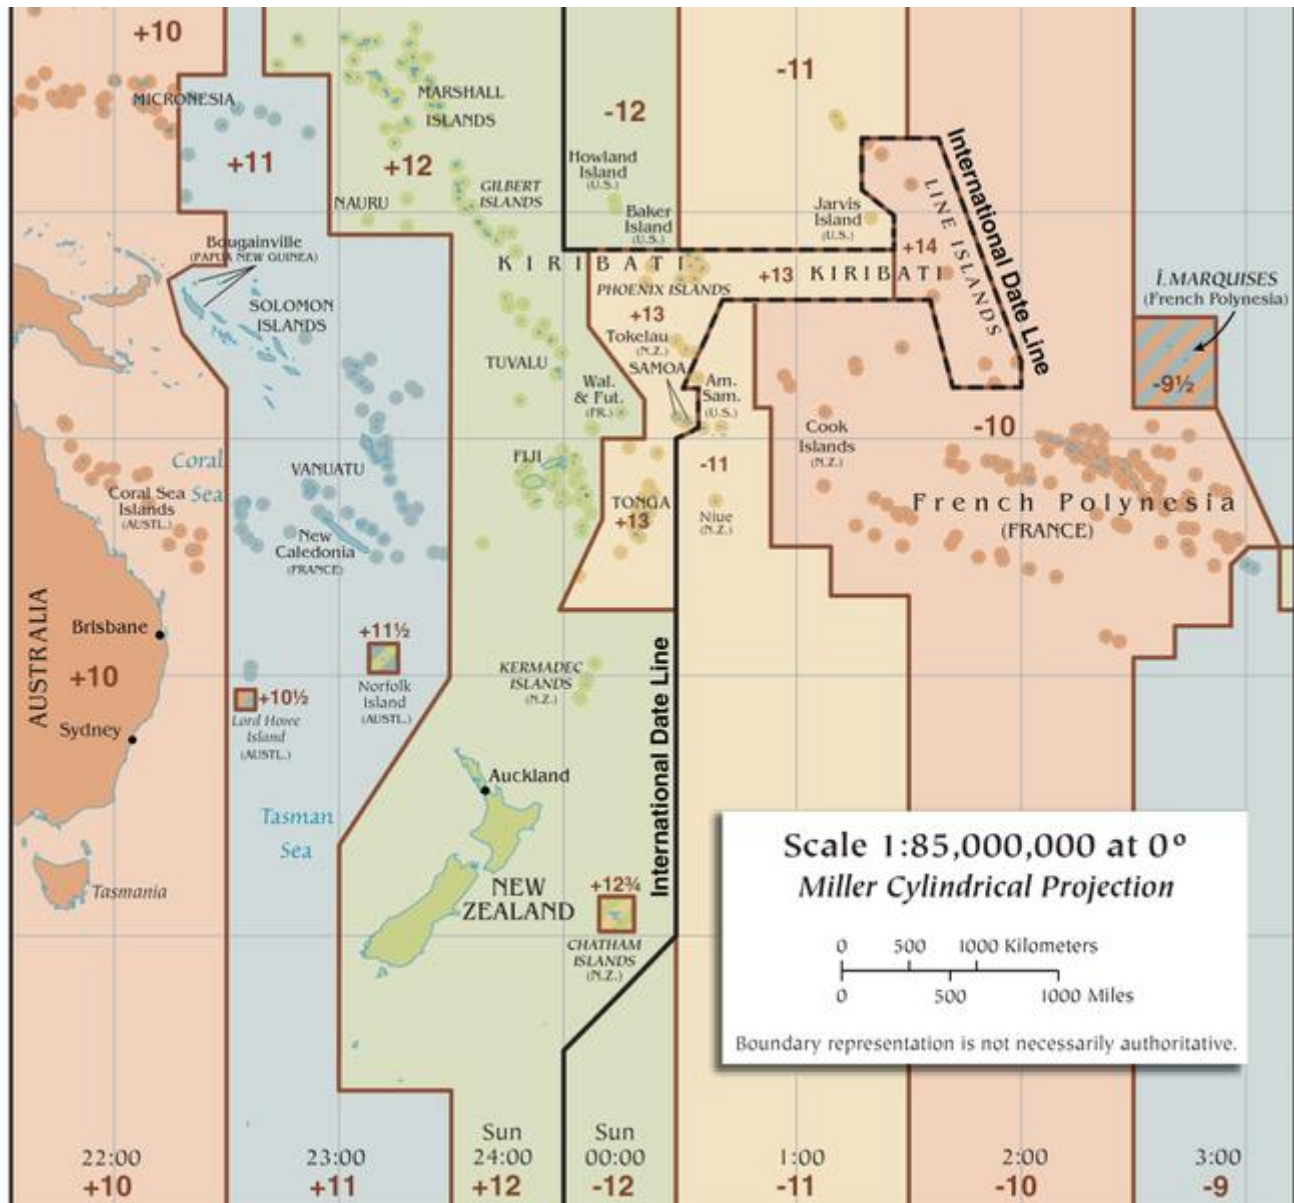 +10
-11
MICRONESIA
MARSHALL
ISLANDS
-12
+11
+12
Howland
Island
(U.S.)
International Date Line
NAURU
GILBERT
ISLANDS
Baker
Island
(U.S.)
Jarvis
Island
(U.S.)
LINE ISLANDS
Bougainville
(PAPUA NEW GUINEA)
+14
KIRIBATI
PHOENIX ISLANDS
+13
KIRIBATI
Î. MARQUISES
(French Polynesia)
SOLOMON
ISLANDS
+13
Tokelau
(N.Z.)
TUVALU
SAMOA
Wal.
& Fut.
(FR.)
Am.
Sam.
(U.S.)
-9½
Cook
Islands
(N.Z.)
-10
Coral
Sea
VANUATU
FIJI
-11
Coral Sea
Islands
(AUSTL.)
TONGA
+13
Niue
(N.Z.)
French Polynesia
(FRANCE)
New
Caledonia
(FRANCE)
AUSTRALIA
Brisbane
+10
+11½
Norfolk
Island
(AUSTL.)
KERMADEC
ISLANDS
(N.Z.)
International Date Line
+10½
Lord Howe
Island
(AUSTL.)
Sydney
Auckland
Tasman
Sea
Tasmania
NEW
ZEALAND
+12¾
CHATHAM
ISLANDS
(N.Z.)
Scale 1:85,000,000 at 0°
Miller Cylindrical Projection
0 500 1000 Kilometers
0 500 1000 Miles
Boundary representation is not necessarily authoritative.
Sun Sun
22:00 23:00 24:00 00:00 1:00 2:00 3:00
+10 +11 +12 -12 -11 -10 -9